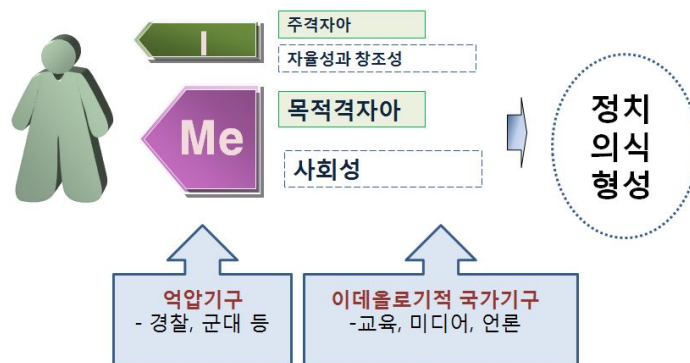 I
주격자아
자율성과 창조성
Me
목적격자아
사회성
정치
의식
형성
억압기구
- 경찰, 군대 등
이데올로기적 국가기구
-교육, 미디어, 언론